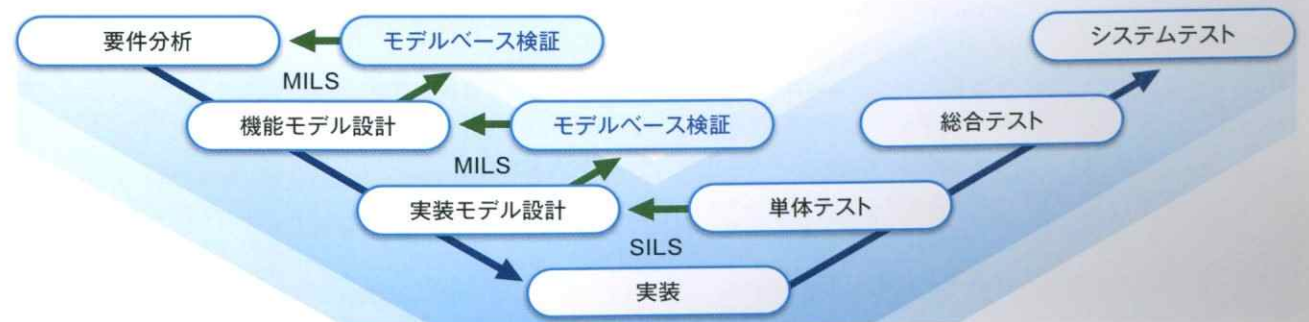 要件分析
モデルベース検証
システムテスト
MILS
機能モデル設計
モデルベース検証
総合テスト
MILS
実装モデル設計
単体テスト
SILS
実装